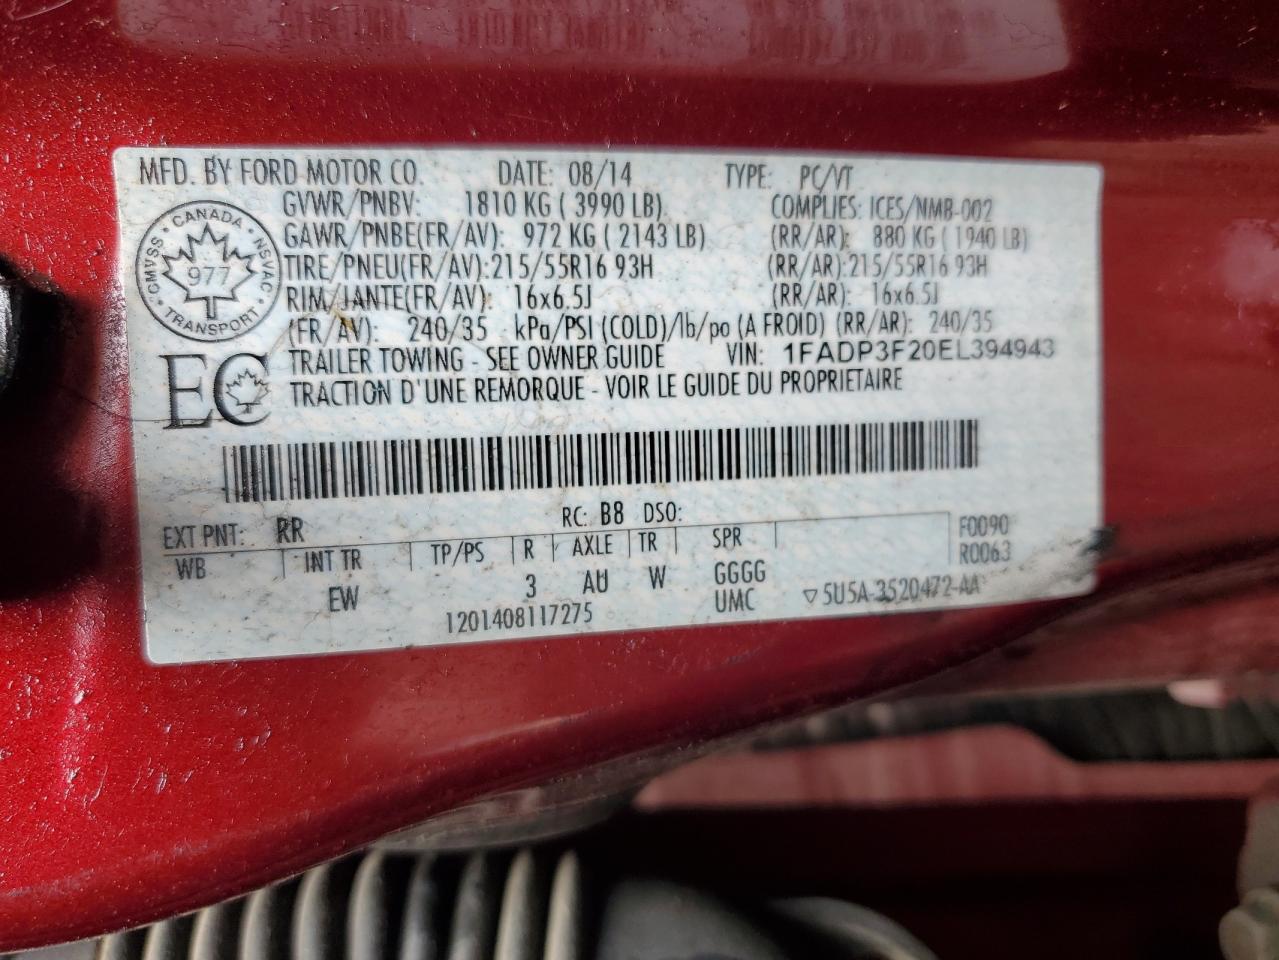 MFD. BY FORD MOTOR CO. DATE: 08/14 TYPE: PC/VT
GVWR/PNBV: 1810 KG ( 3990 LB) COMPLIES: ICES/NMB-002
GAWR/PNBE(FR/AV): 972 KG ( 2143 LB) (RR/AR): 880 KG ( 1940 LB)
TIRE/PNEU(FR/AV):215/55R16 93H (RR/AR):215/55R16 93H
RIM/JANTE(FR/AV): 16x6.5J (RR/AR): 16x6.5J
(FR/AV): 240/35 kPa/PSI (COLD)/lb/po (A FROID) (RR/AR): 240/35
TRAILER TOWING - SEE OWNER GUIDE VIN: 1FADP3F20EL394943
TRACTION D'UNE REMORQUE - VOIR LE GUIDE DU PROPRIETAIRE
CANADA
CMVSS · NSVAC
977
TRANSPORT
EC
EXT PNT: RR RC: B8 DSO:
WB INT TR TP/PS R AXLE TR SPR F0090
R0063
EW 3 AU W GGGG
UMC ▽5U5A-3520472-AA
1201408117275